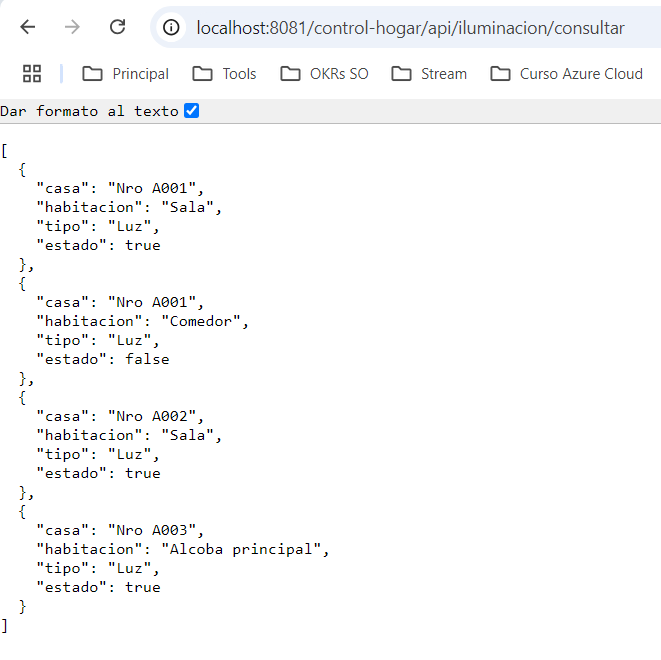 localhost:8081/control-hogar/api/iluminacion/consultar
Principal Tools OKRs SO Stream Curso Azure Cloud
Dar formato al texto
[
  {
    "casa": "Nro A001",
    "habitacion": "Sala",
    "tipo": "Luz",
    "estado": true
  },
  {
    "casa": "Nro A001",
    "habitacion": "Comedor",
    "tipo": "Luz",
    "estado": false
  },
  {
    "casa": "Nro A002",
    "habitacion": "Sala",
    "tipo": "Luz",
    "estado": true
  },
  {
    "casa": "Nro A003",
    "habitacion": "Alcoba principal",
    "tipo": "Luz",
    "estado": true
  }
]